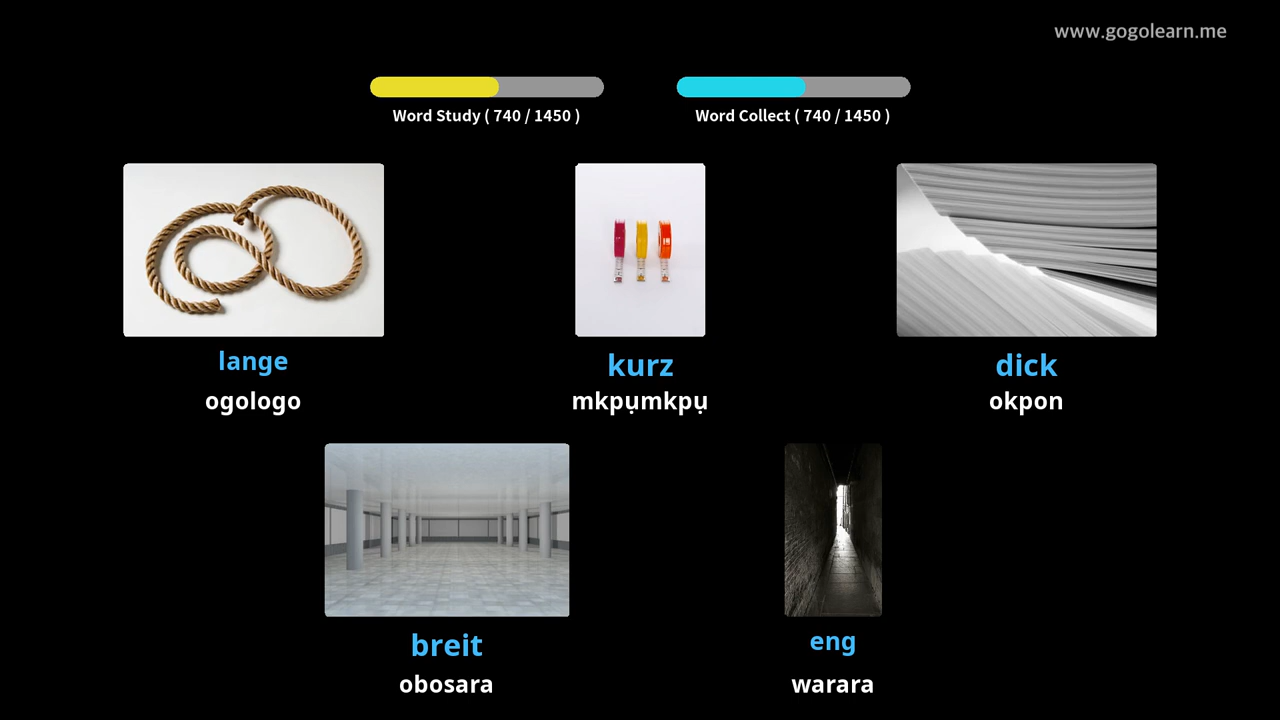 www.gogolearn.me
Word Study ( 740 / 1450 )
Word Collect ( 740 / 1450 )
lange
kurz
dick
ogologo
mkpụmkpụ
okpon
breit
eng
obosara
warara